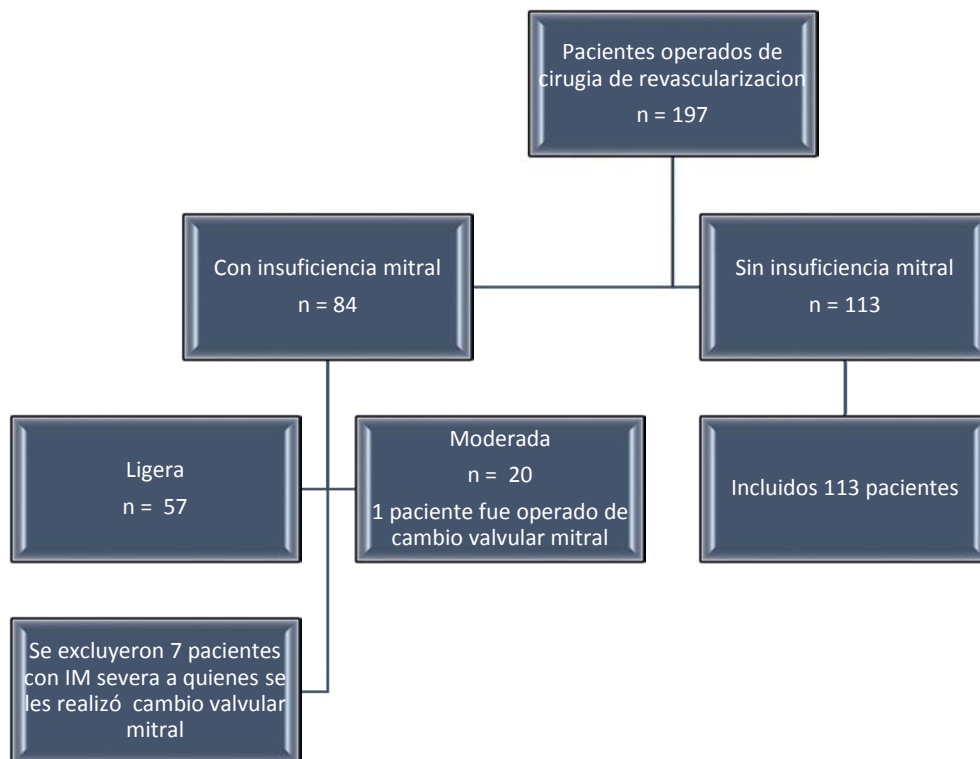 Pacientes operados de
cirugia de revascularizacion
n = 197
Con insuficiencia mitral
n = 84
Sin insuficiencia mitral
n = 113
Ligera
n = 57
Moderada
n = 20
1 paciente fue operado de
cambio valvular mitral
Incluidos 113 pacientes
Se excluyeron 7 pacientes
con IM severa a quienes se
les realizó cambio valvular
mitral